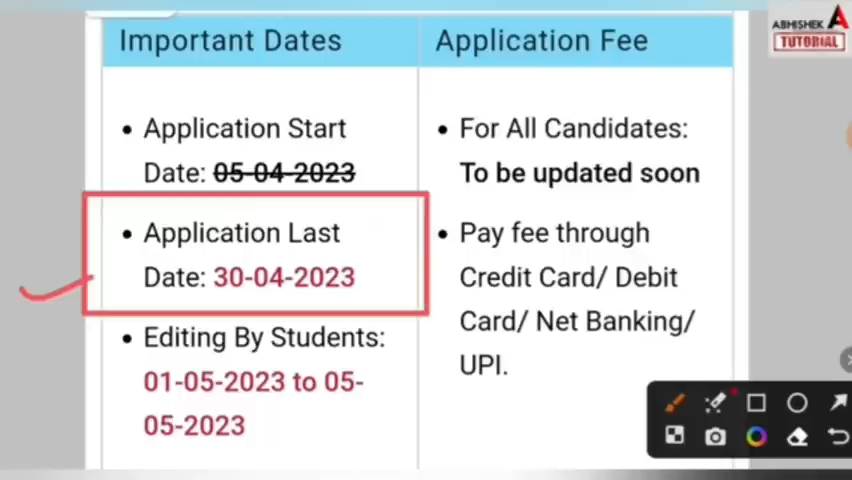 Important Dates
Application Fee
ABHISHEK A
TUTORIAL
Application Start
Date: 05-04-2023
Application Last
Date: 30-04-2023
Editing By Students:
01-05-2023 to 05-
05-2023
For All Candidates:
To be updated soon
Pay fee through
Credit Card/ Debit
Card/ Net Banking/
UPI.